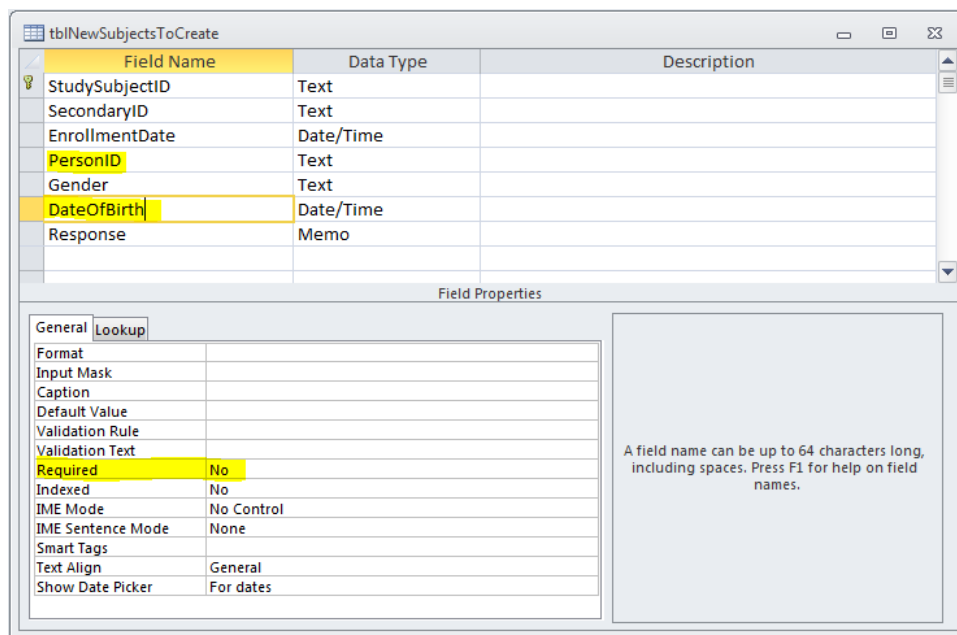 tblNewSubjectsToCreate
Field Name Data Type Description
StudySubjectID Text
SecondaryID Text
EnrollmentDate Date/Time
PersonID Text
Gender Text
DateOfBirth Date/Time
Response Memo
Field Properties
General Lookup
Format
Input Mask
Caption
Default Value
Validation Rule
Validation Text
Required No
Indexed No
IME Mode No Control
IME Sentence Mode None
Smart Tags
Text Align General
Show Date Picker For dates
A field name can be up to 64 characters long,
including spaces. Press F1 for help on field
names.